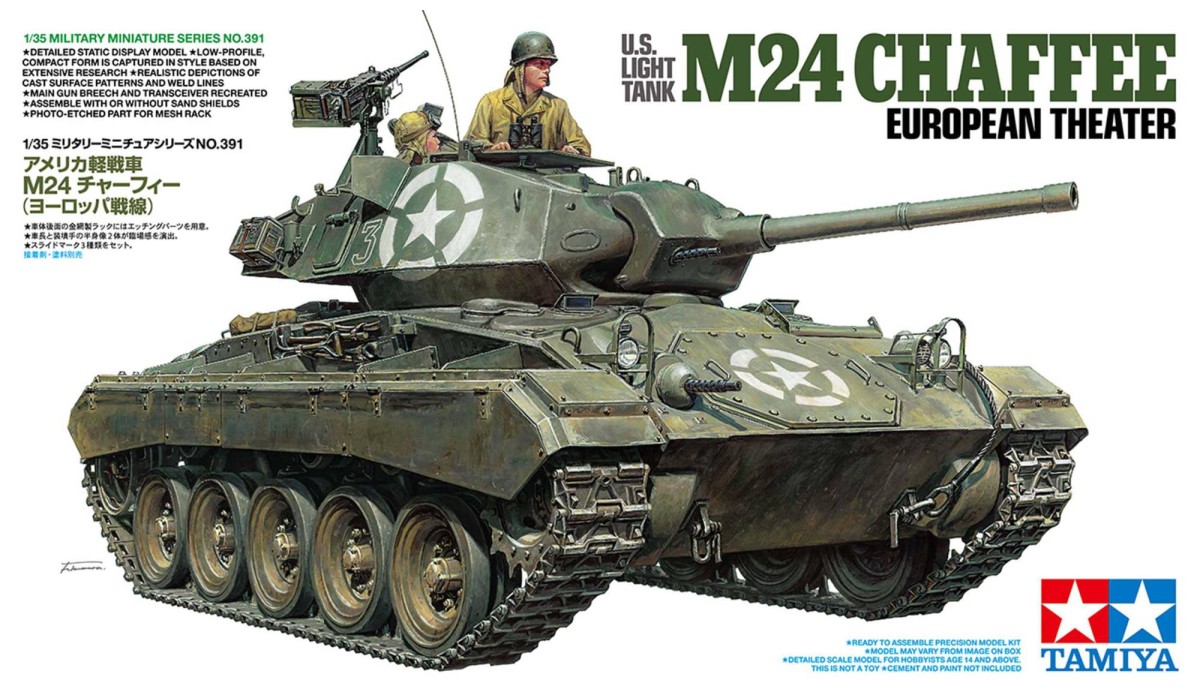 1/35 MILITARY MINIATURE SERIES NO.391
★DETAILED STATIC DISPLAY MODEL ★LOW-PROFILE,
COMPACT FORM IS CAPTURED IN STYLE BASED ON
EXTENSIVE RESEARCH ★REALISTIC DEPICTIONS OF
CAST SURFACE PATTERNS AND WELD LINES
★MAIN GUN BREECH AND TRANSCEIVER RECREATED
★ASSEMBLE WITH OR WITHOUT SAND SHIELDS
★PHOTO-ETCHED PART FOR MESH RACK
1/35 ミリタリーミニチュアシリーズNO.391
アメリカ軽戦車
M24 チャーフィー
(ヨーロッパ戦線)
★車体後面の金網製ラックにはエッチングパーツを用意。
★車長と装填手の半身像2体が臨場感を演出。
★スライドマーク3種類をセット。
接着剤・塗料別売
U.S.
LIGHT
TANK
M24 CHAFFEE
EUROPEAN THEATER
3
★READY TO ASSEMBLE PRECISION MODEL KIT
★MODEL MAY VARY FROM IMAGE ON BOX
★DETAILED SCALE MODEL FOR HOBBYISTS AGE 14 AND ABOVE.
THIS IS NOT A TOY ★CEMENT AND PAINT NOT INCLUDED
TAMIYA